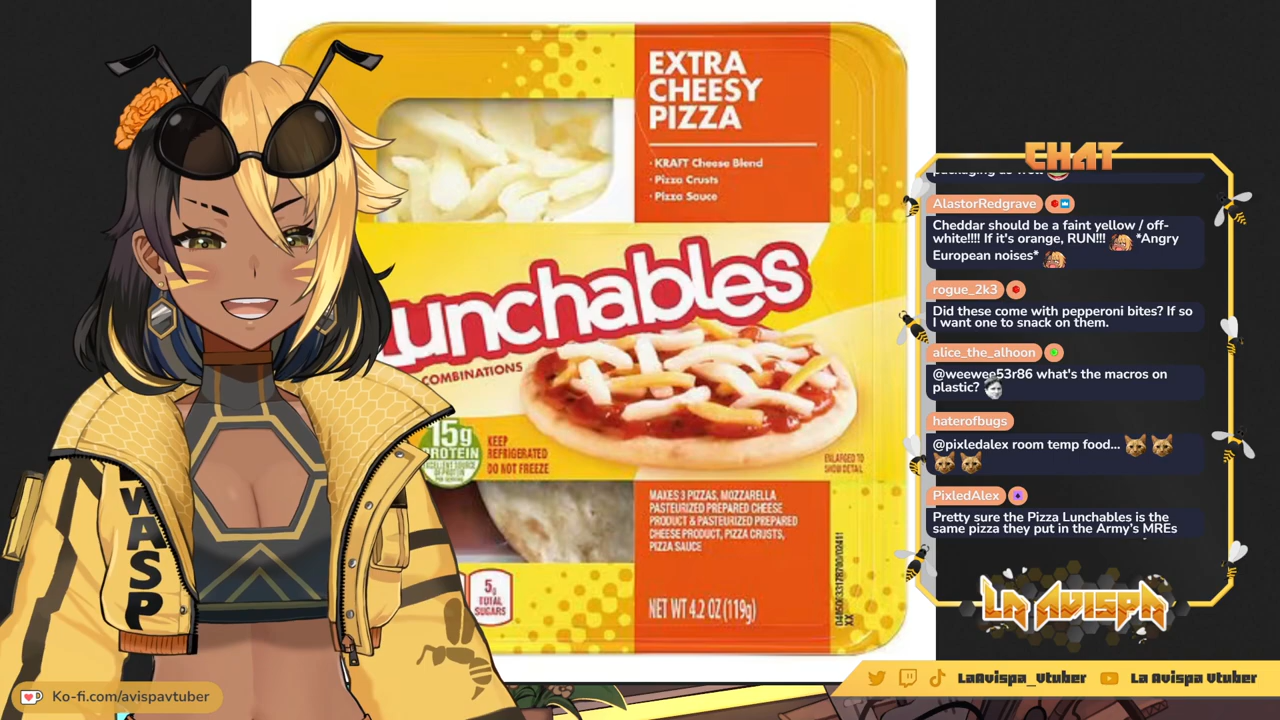 EXTRA
CHEESY
PIZZA
· KRAFT Cheese Blend
· Pizza Crusts
· Pizza Sauce
Lunchables
COMBINATIONS
15g
PROTEIN
KEEP
REFRIGERATED
DO NOT FREEZE
ENLARGED TO
SHOW DETAIL
MAKES 3 PIZZAS, MOZZARELLA
PASTEURIZED PREPARED CHEESE
PRODUCT & PASTEURIZED PREPARED
CHEESE PRODUCT, PIZZA CRUSTS,
PIZZA SAUCE
5g
TOTAL
SUGARS
NET WT 4.2 OZ (119g)
VASP
CHAT
AlastorRedgrave
Cheddar should be a faint yellow / off-
white!!!! If it's orange, RUN!!! *Angry
European noises*
rogue_2k3
Did these come with pepperoni bites? If so
I want one to snack on them.
alice_the_alhoon
@weewee53r86 what's the macros on
plastic?
haterofbugs
@pixledalex room temp food...
PixledAlex
Pretty sure the Pizza Lunchables is the
same pizza they put in the Army's MREs
LA AVISPA
Ko-fi.com/avispavtuber
LaAvispa_Vtuber
La Avispa Vtuber